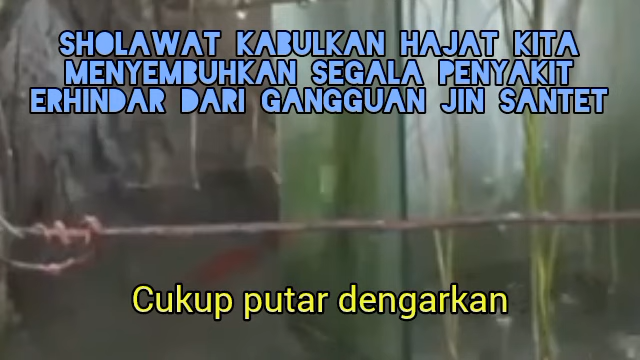 SHOLAWAT KABULKAN HAJAT KITA
MENYEMBUHKAN SEGALA PENYAKIT
ERHINDAR DARI GANGGUAN JIN SANTET
Cukup putar dengarkan